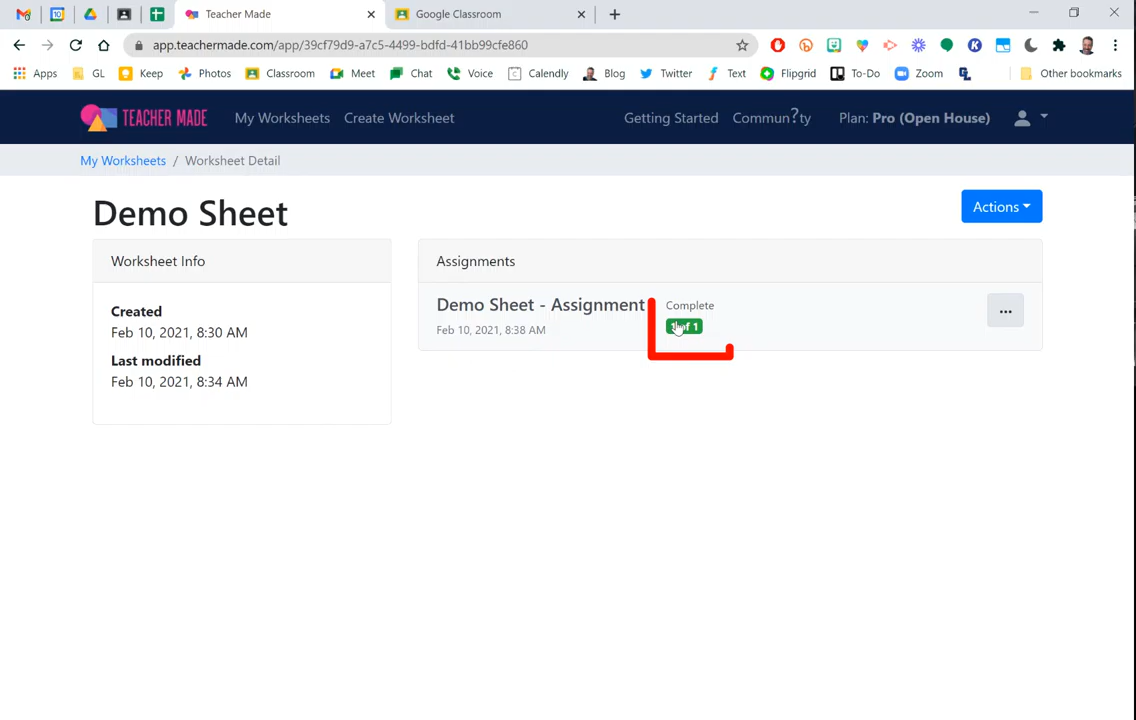 Teacher Made
Google Classroom
app.teachermade.com/app/39cf79d9-a7c5-4499-bdfd-41bb99cfe860
Apps GL Keep Photos Classroom Meet Chat Voice Calendly Blog Twitter Text Flipgrid To-Do Zoom Other bookmarks
TEACHER MADE My Worksheets Create Worksheet Getting Started Commun?ty Plan: Pro (Open House)
My Worksheets / Worksheet Detail
Demo Sheet
Actions
Worksheet Info
Created
Feb 10, 2021, 8:30 AM
Last modified
Feb 10, 2021, 8:34 AM
Assignments
Demo Sheet - Assignment
Feb 10, 2021, 8:38 AM
Complete
of 1
...